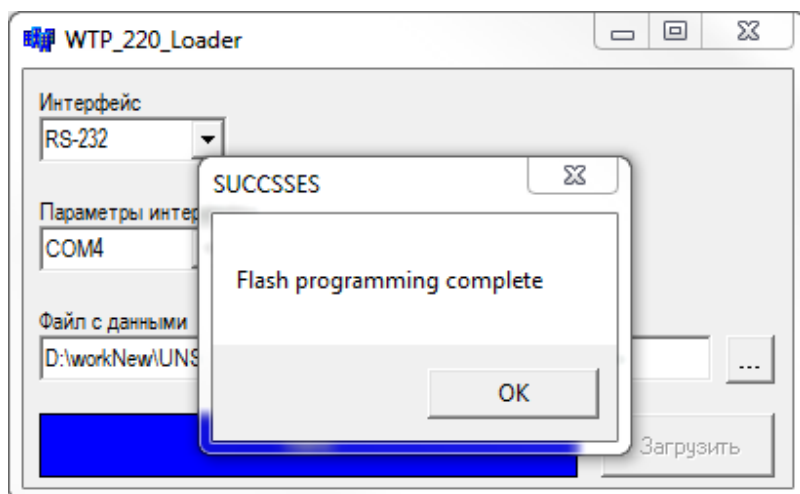 WTP_220_Loader
Интерфейс
RS-232
SUCCSSES
Параметры интер
COM4
Flash programming complete
Файл с данными
D:\workNew\UNS
...
OK
Загрузить